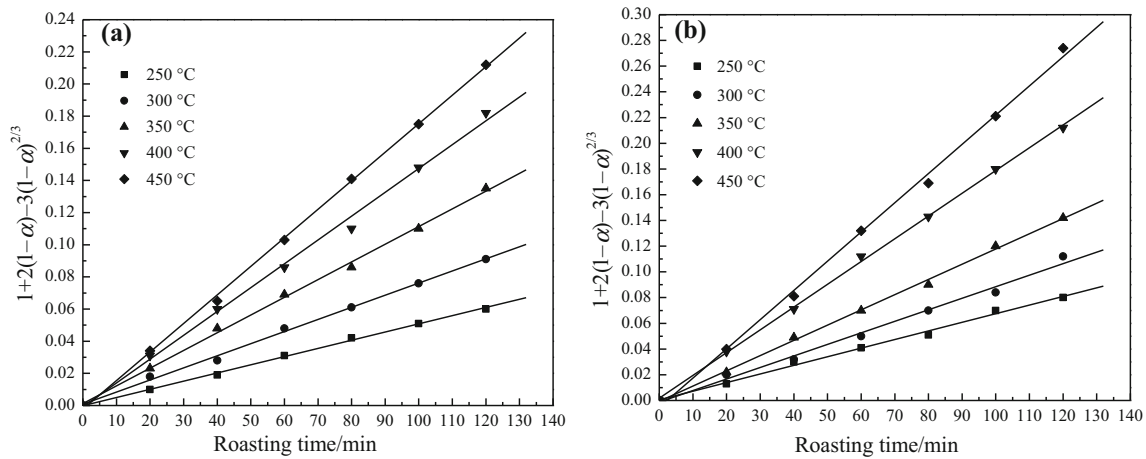 (a)
250 °C
300 °C
350 °C
400 °C
450 °C
1+2(1−α)−3(1−α)^{2/3}
0.24
0.22
0.20
0.18
0.16
0.14
0.12
0.10
0.08
0.06
0.04
0.02
0.00
0 10 20 30 40 50 60 70 80 90 100 110 120 130 140
Roasting time/min
(b)
250 °C
300 °C
350 °C
400 °C
450 °C
1+2(1−α)−3(1−α)^{2/3}
0.30
0.28
0.26
0.24
0.22
0.20
0.18
0.16
0.14
0.12
0.10
0.08
0.06
0.04
0.02
0.00
0 10 20 30 40 50 60 70 80 90 100 110 120 130 140
Roasting time/min